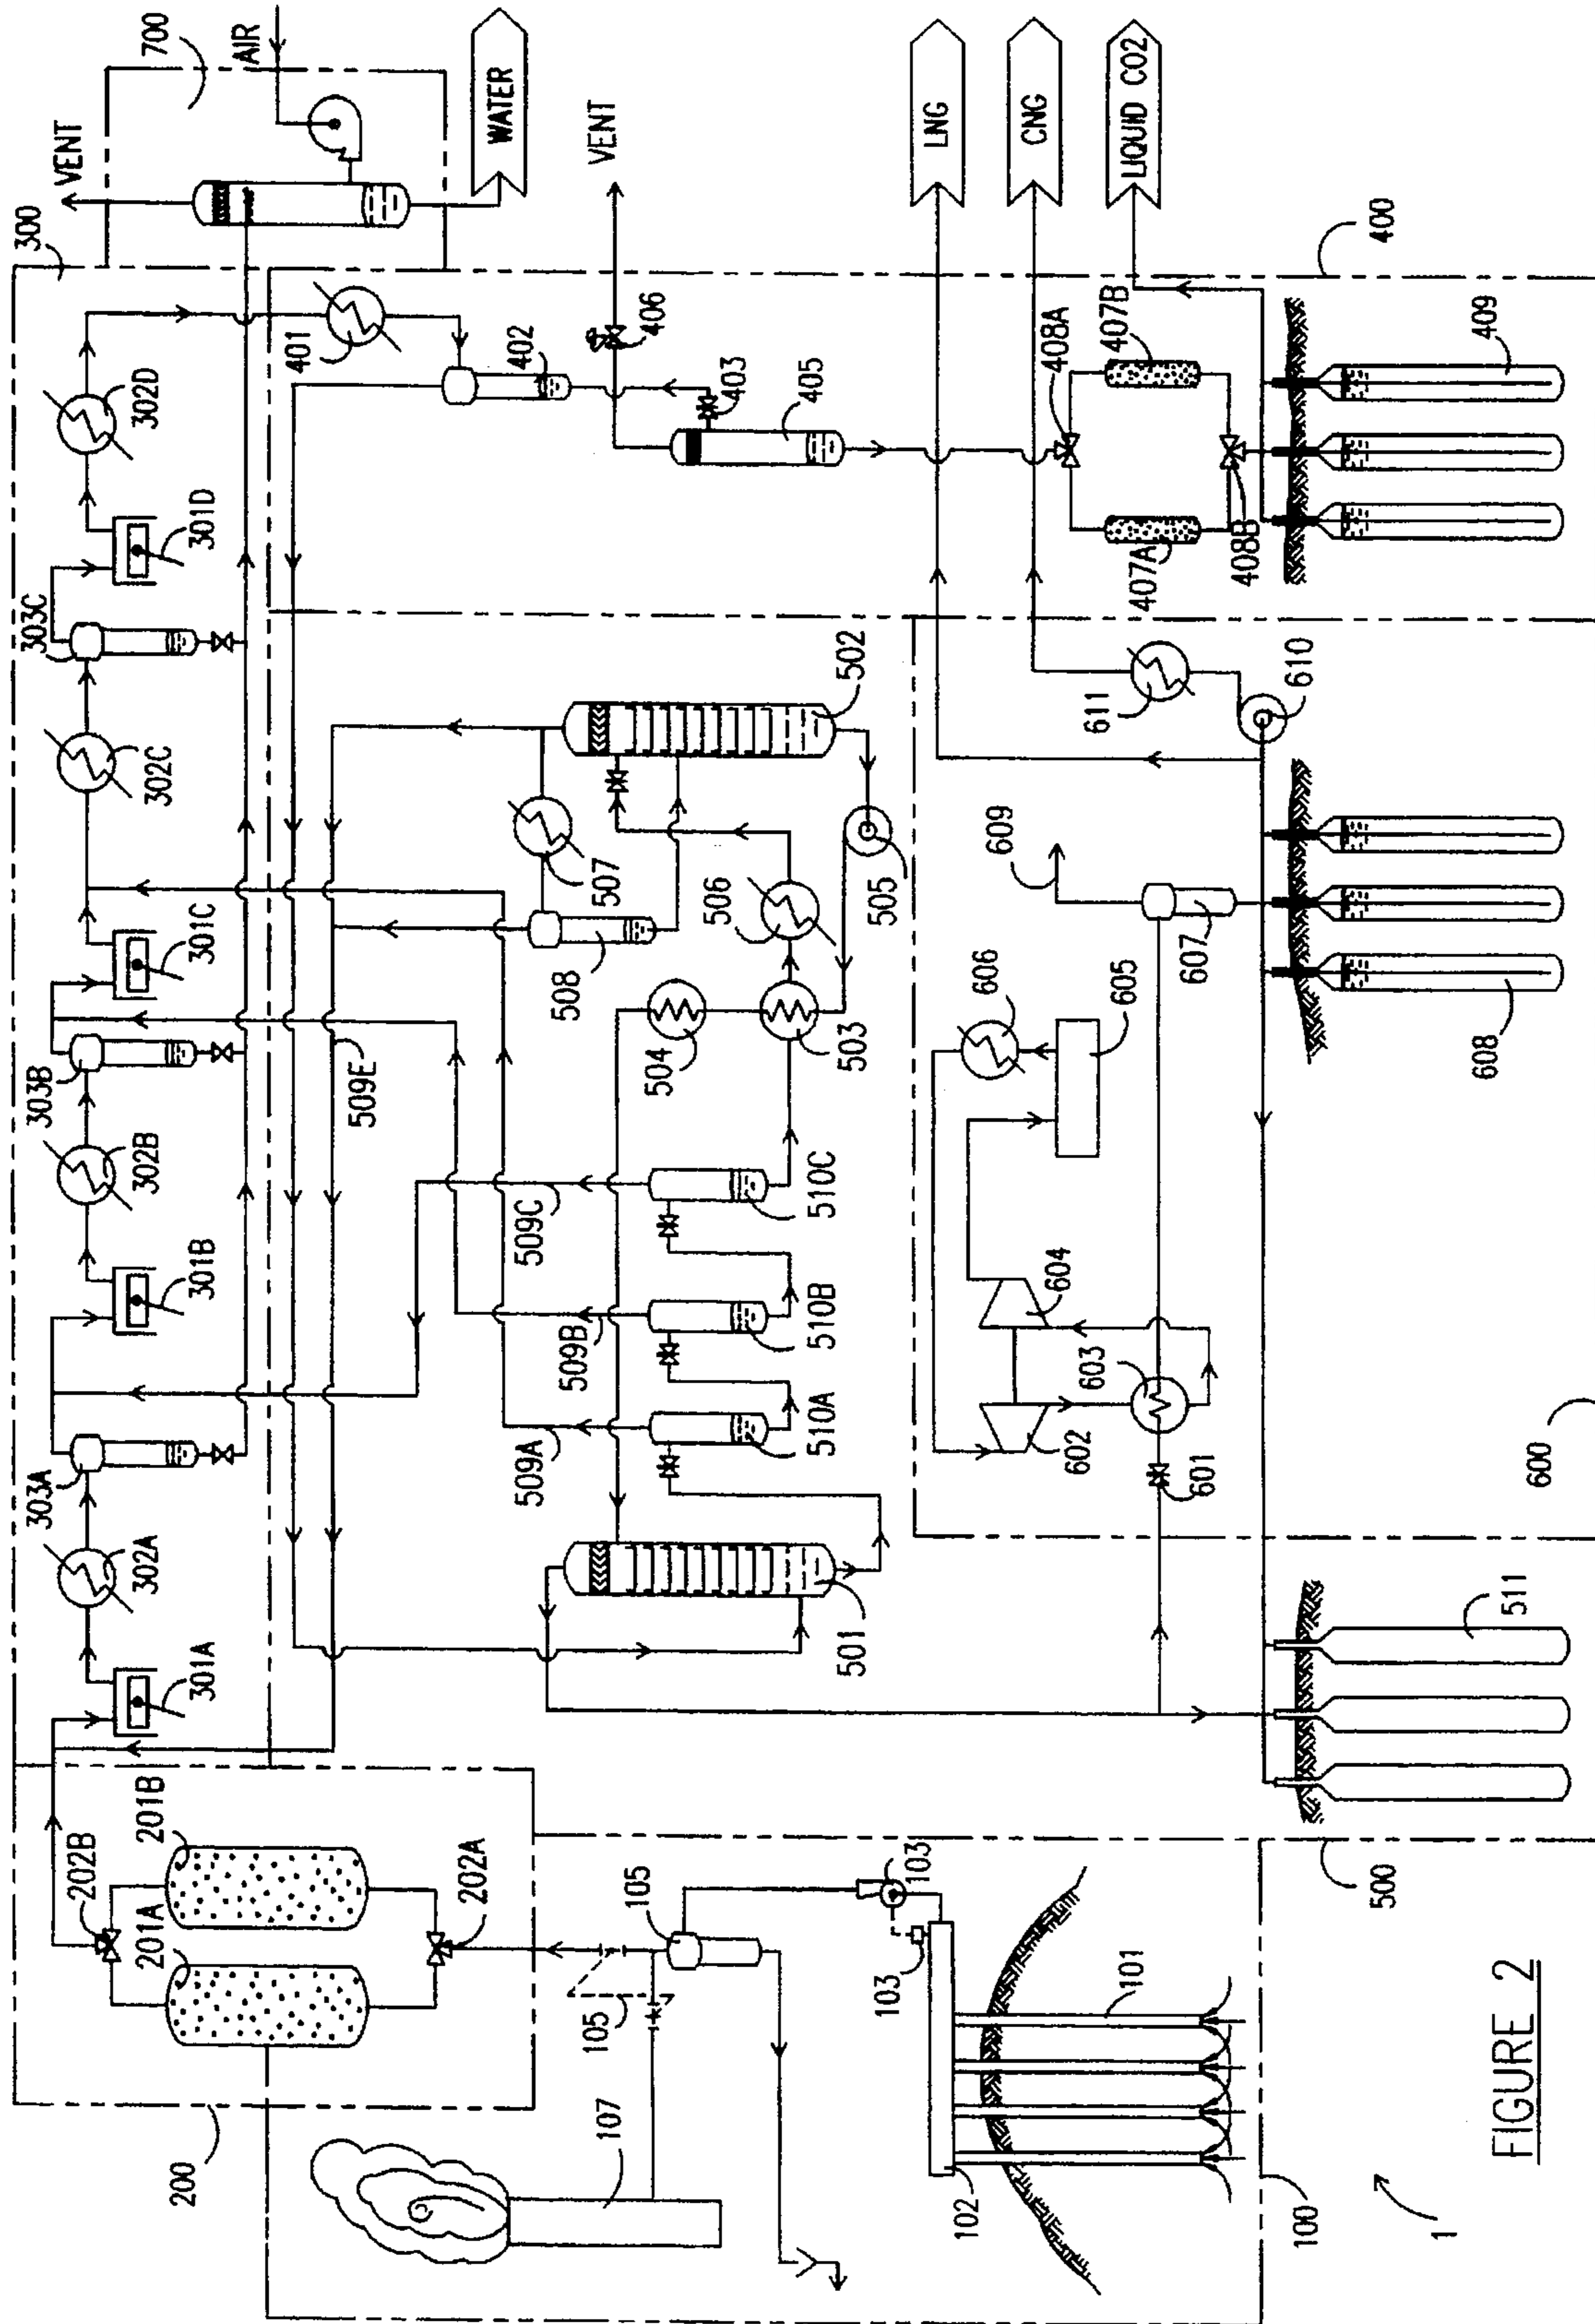 VENT
700
AIR
300
WATER
VENT
LNG
CNG
LIQUID CO2
400
302D
401
402
406
403
405
408A
407B
407A
408B
409
301D
303C
302C
301C
303B
302B
301B
303A
302A
301A
509E
502
507
508
506
505
504
503
509C
509B
509A
510C
510B
510A
501
611
610
609
607
606
605
604
603
602
601
608
600
511
500
202B
201B
201A
202A
200
105
105
103
103
107
102
101
100
1
FIGURE 2